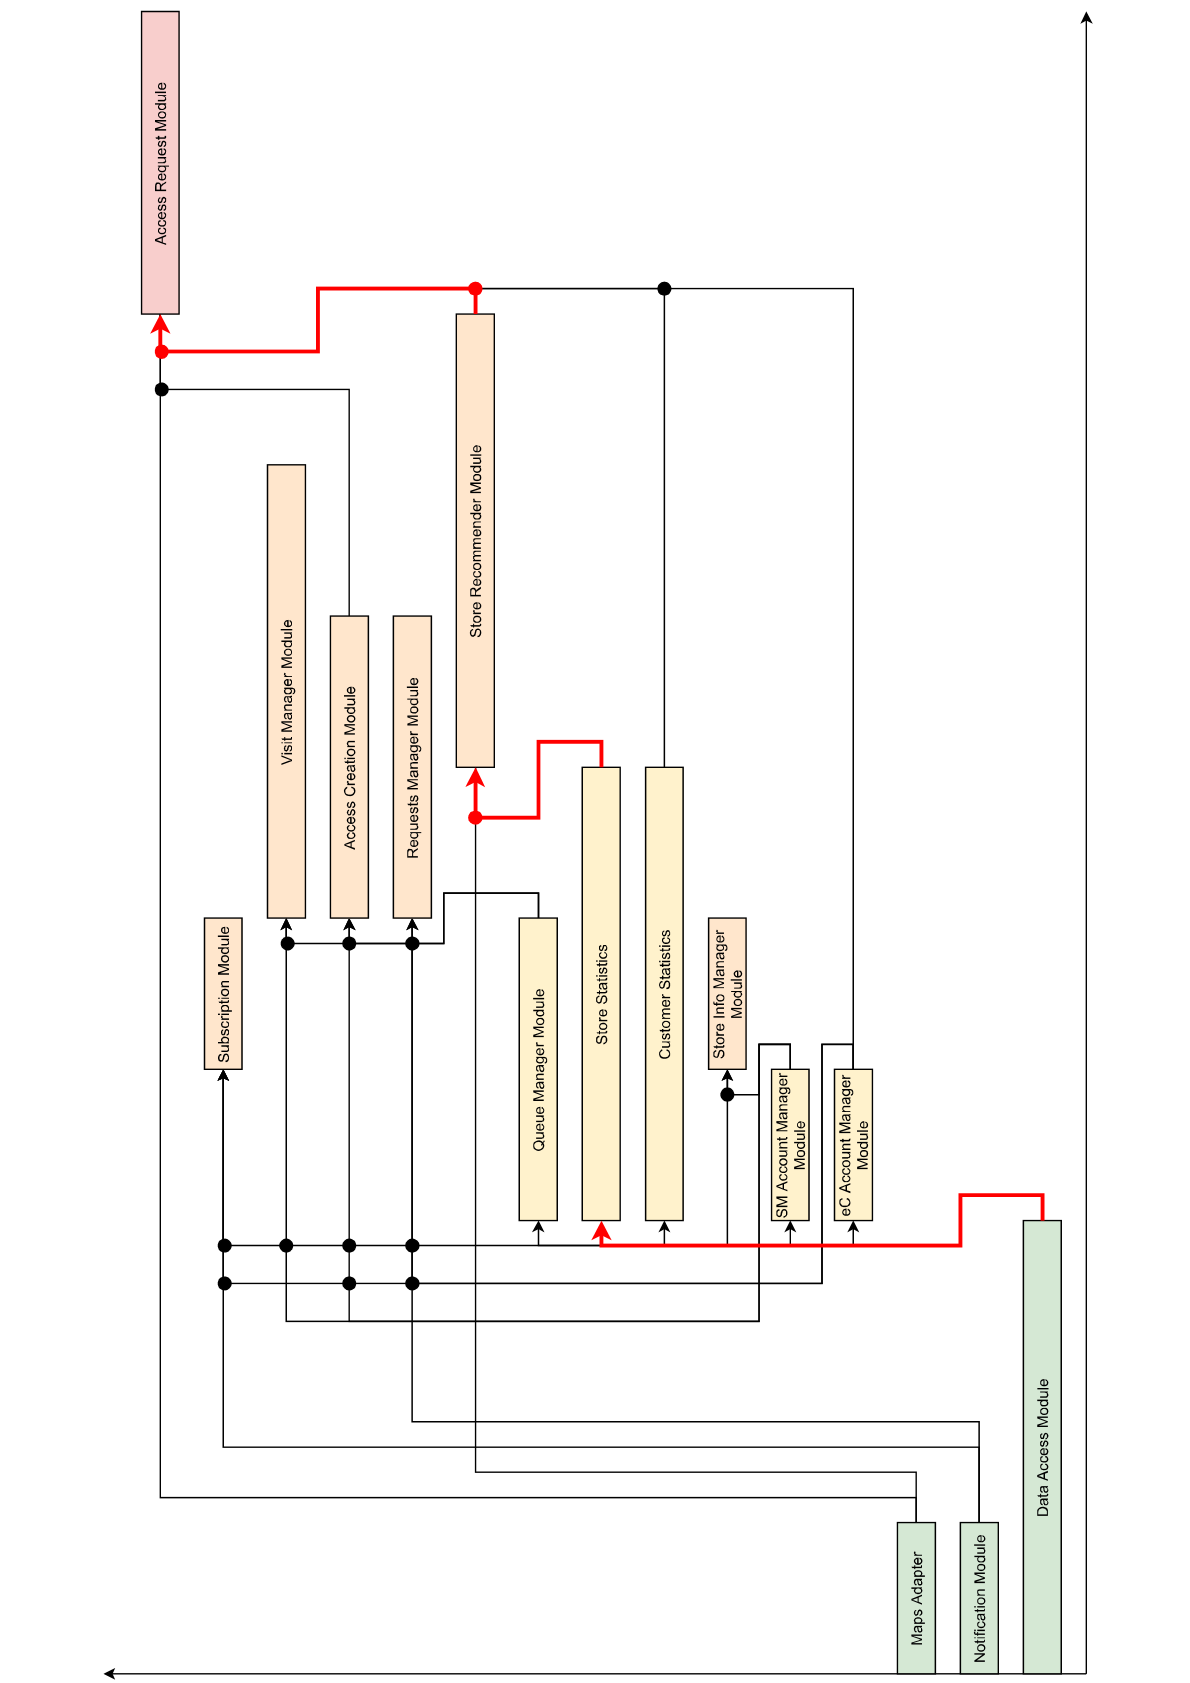 Access Request Module
Visit Manager Module
Access Creation Module
Requests Manager Module
Store Recommender Module
Subscription Module
Queue Manager Module
Store Statistics
Customer Statistics
Store Info Manager
Module
SM Account Manager
Module
eC Account Manager
Module
Maps Adapter
Notification Module
Data Access Module